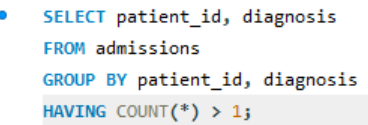 SELECT patient_id, diagnosis
FROM admissions
GROUP BY patient_id, diagnosis
HAVING COUNT(*) > 1;